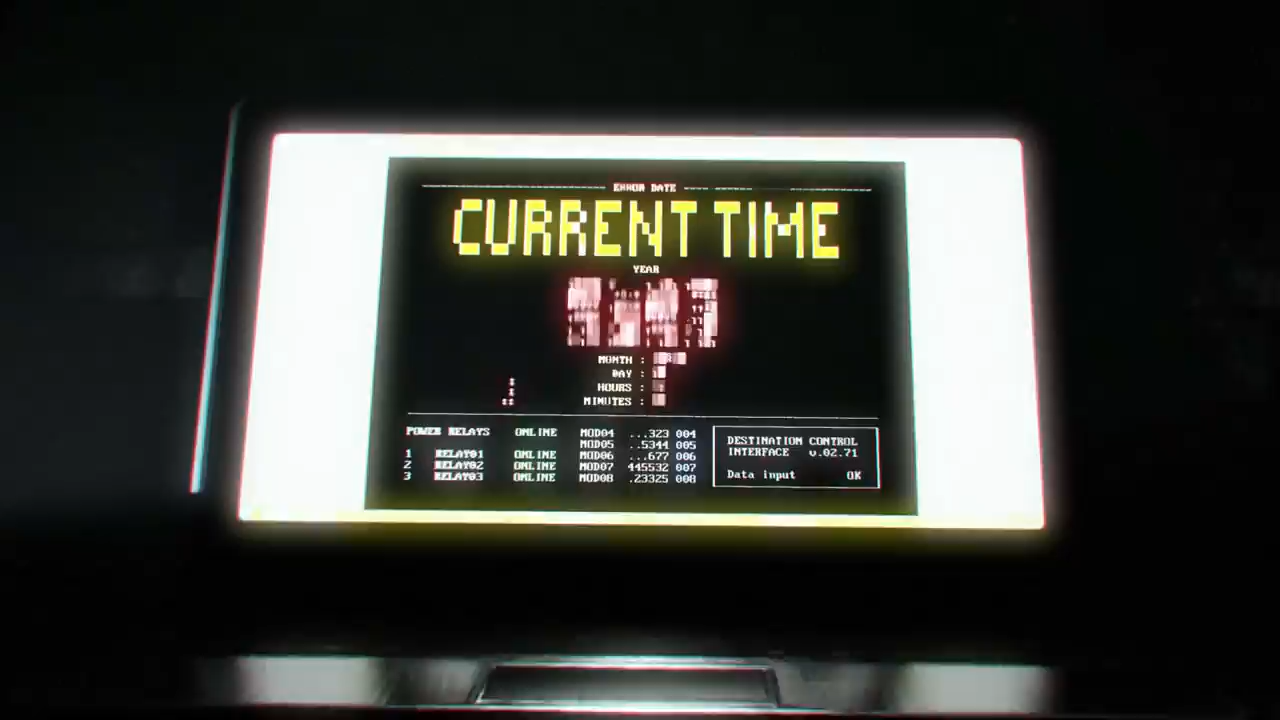 ERROR DATE
CURRENT TIME
YEAR
MONTH :
DAY :
HOURS :
MINUTES :
POWER RELAYS ONLINE
1 RELAY01 ONLINE
2 RELAY02 ONLINE
3 RELAY03 ONLINE
MOD04 ...323 004
MOD05 ..5344 005
MOD06 ...677 006
MOD07 445532 007
MOD08 .23325 008
DESTINATION CONTROL
INTERFACE v.02.71
Data input OK